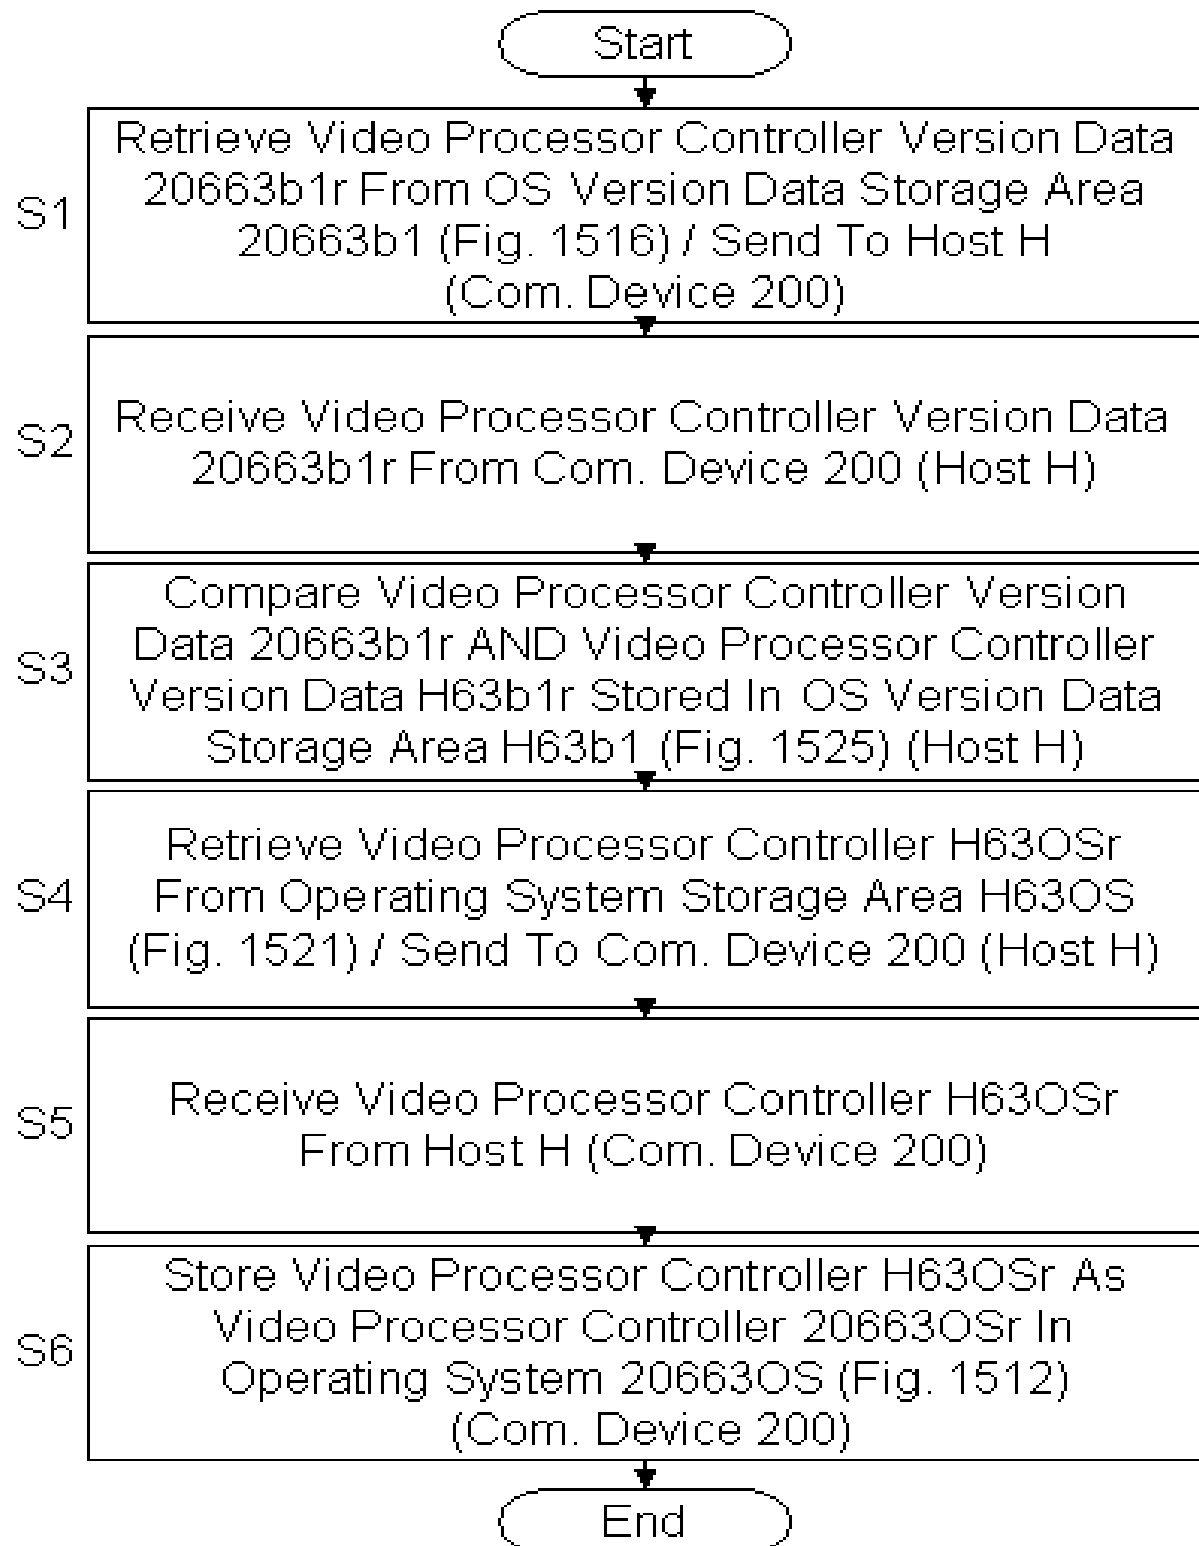 Start
S1
Retrieve Video Processor Controller Version Data
20663b1r From OS Version Data Storage Area
20663b1 (Fig. 1516) / Send To Host H
(Com. Device 200)
S2
Receive Video Processor Controller Version Data
20663b1r From Com. Device 200 (Host H)
S3
Compare Video Processor Controller Version
Data 20663b1r AND Video Processor Controller
Version Data H63b1r Stored In OS Version Data
Storage Area H63b1 (Fig. 1525) (Host H)
S4
Retrieve Video Processor Controller H63OSr
From Operating System Storage Area H63OS
(Fig. 1521) / Send To Com. Device 200 (Host H)
S5
Receive Video Processor Controller H63OSr
From Host H (Com. Device 200)
S6
Store Video Processor Controller H63OSr As
Video Processor Controller 20663OSr In
Operating System 20663OS (Fig. 1512)
(Com. Device 200)
End